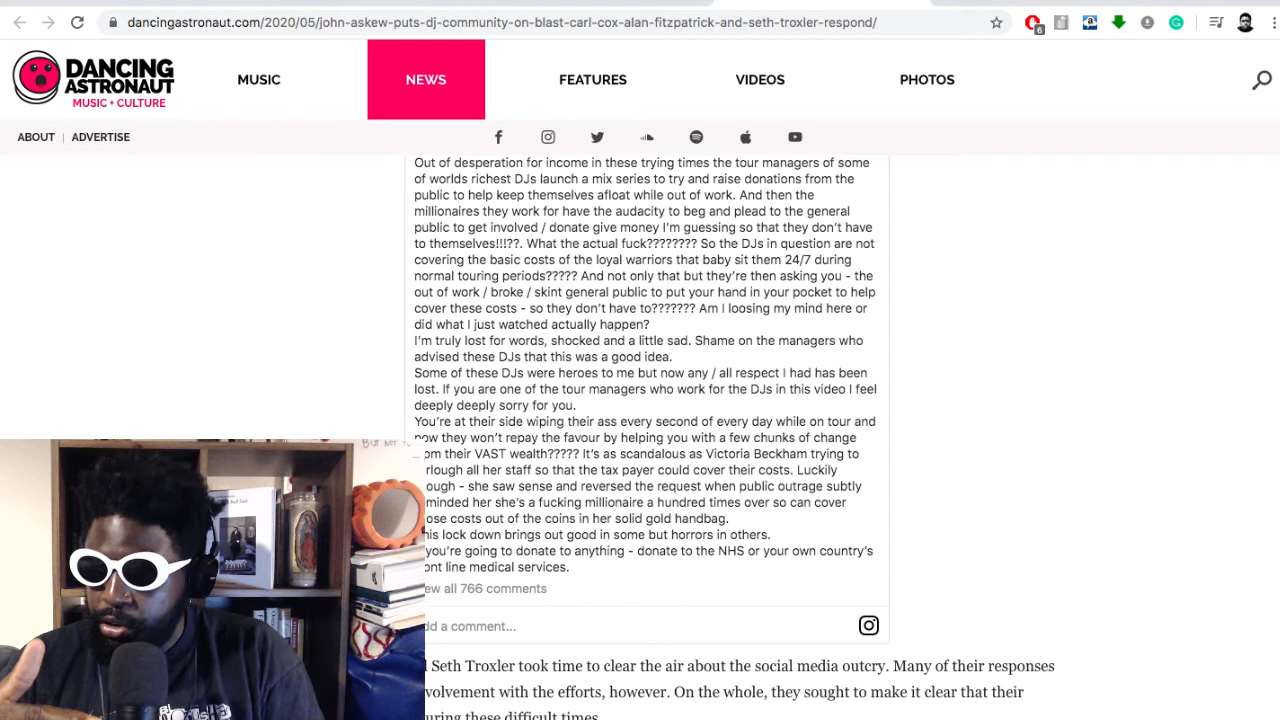 dancingastronaut.com/2020/05/john-askew-puts-dj-community-on-blast-carl-cox-alan-fitzpatrick-and-seth-troxler-respond/
6
DANCING
ASTRONAUT
MUSIC + CULTURE
MUSIC
NEWS
FEATURES
VIDEOS
PHOTOS
ABOUT | ADVERTISE
Out of desperation for income in these trying times the tour managers of some
of worlds richest DJs launch a mix series to try and raise donations from the
public to help keep themselves afloat while out of work. And then the
millionaires they work for have the audacity to beg and plead to the general
public to get involved / donate give money I'm guessing so that they don't have
to themselves!!!??. What the actual fuck???????? So the DJs in question are not
covering the basic costs of the loyal warriors that baby sit them 24/7 during
normal touring periods????? And not only that but they're then asking you - the
out of work / broke / skint general public to put your hand in your pocket to help
cover these costs - so they don't have to??????? Am I loosing my mind here or
did what I just watched actually happen?
I'm truly lost for words, shocked and a little sad. Shame on the managers who
advised these DJs that this was a good idea.
Some of these DJs were heroes to me but now any / all respect I had has been
lost. If you are one of the tour managers who work for the DJs in this video I feel
deeply deeply sorry for you.
You're at their side wiping their ass every second of every day while on tour and
now they won't repay the favour by helping you with a few chunks of change
om their VAST wealth????? It's as scandalous as Victoria Beckham trying to
rlough all her staff so that the tax payer could cover their costs. Luckily
ough - she saw sense and reversed the request when public outrage subtly
minded her she's a fucking millionaire a hundred times over so can cover
ose costs out of the coins in her solid gold handbag.
his lock down brings out good in some but horrors in others.
you're going to donate to anything - donate to the NHS or your own country's
ont line medical services.
ew all 766 comments
dd a comment...
Seth Troxler took time to clear the air about the social media outcry. Many of their responses
volvement with the efforts, however. On the whole, they sought to make it clear that their
uring these difficult times.